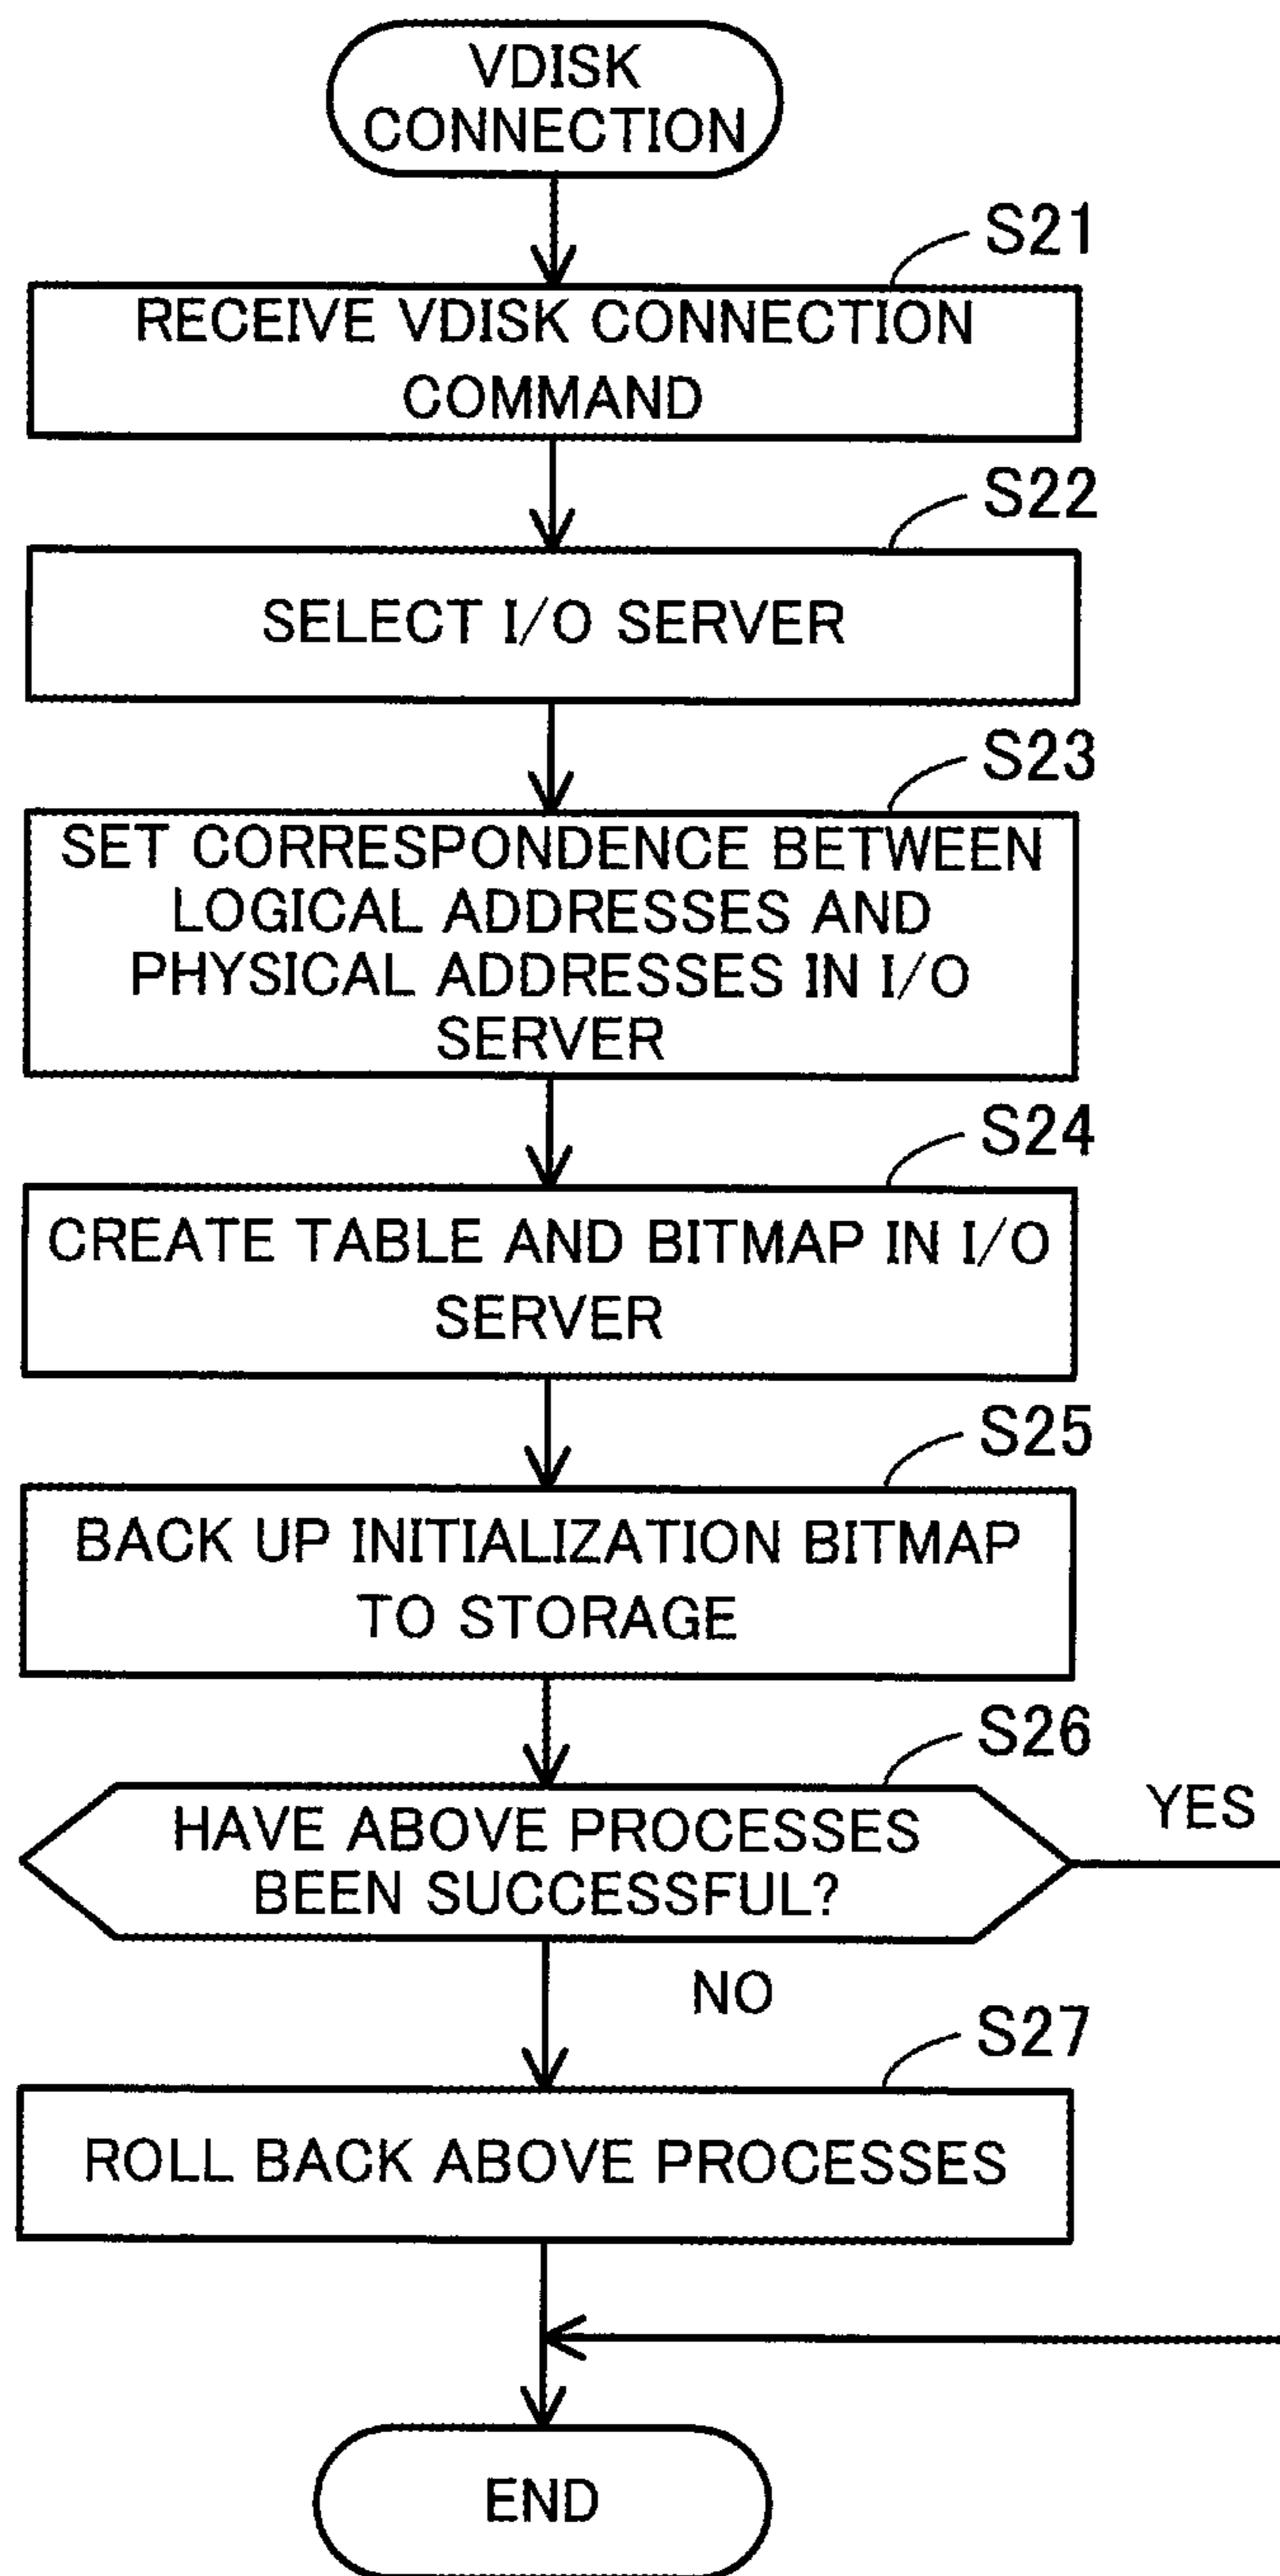 VDISK
CONNECTION
S21
RECEIVE VDISK CONNECTION
COMMAND
S22
SELECT I/O SERVER
S23
SET CORRESPONDENCE BETWEEN
LOGICAL ADDRESSES AND
PHYSICAL ADDRESSES IN I/O
SERVER
S24
CREATE TABLE AND BITMAP IN I/O
SERVER
S25
BACK UP INITIALIZATION BITMAP
TO STORAGE
S26
HAVE ABOVE PROCESSES
BEEN SUCCESSFUL?
YES
NO
S27
ROLL BACK ABOVE PROCESSES
END